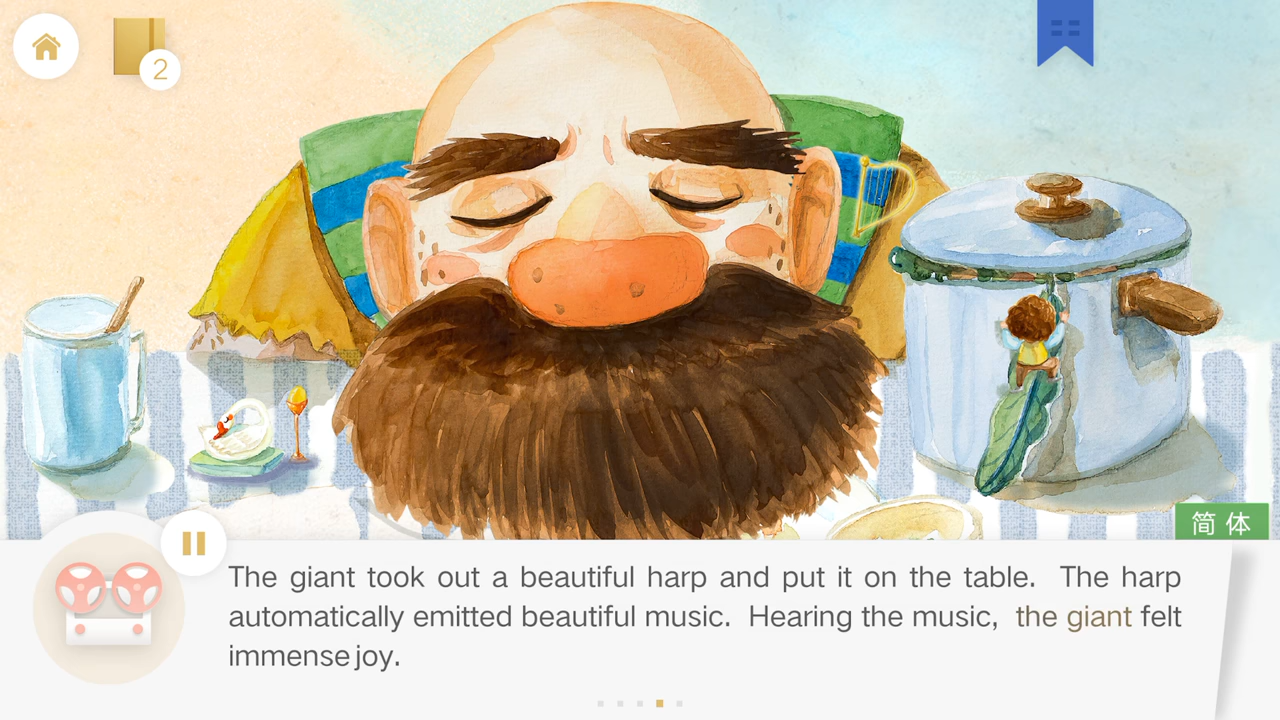 2
简体
The giant took out a beautiful harp and put it on the table. The harp
automatically emitted beautiful music. Hearing the music, the giant felt
immense joy.